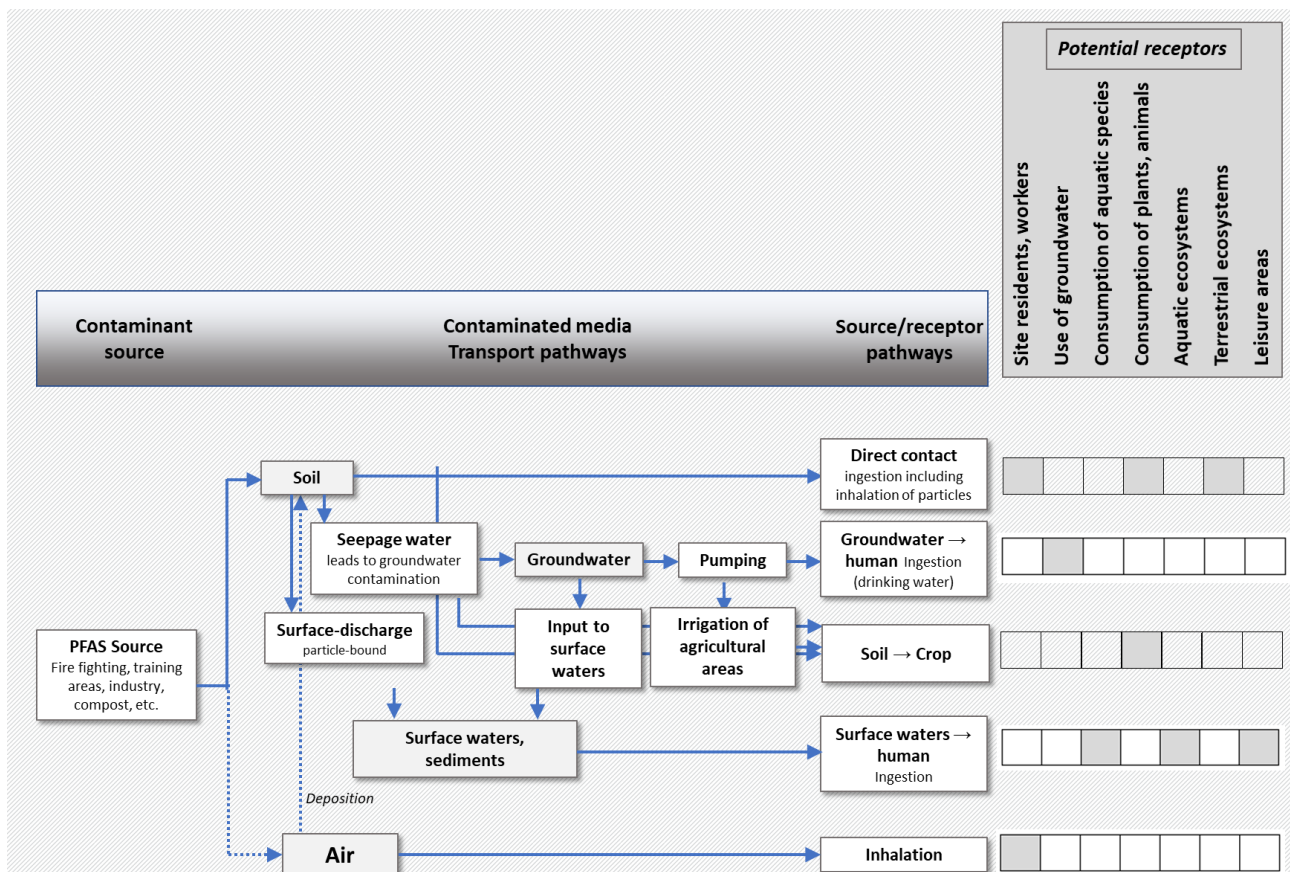 Potential receptors
Site residents, workers
Use of groundwater
Consumption of aquatic species
Consumption of plants, animals
Aquatic ecosystems
Terrestrial ecosystems
Leisure areas
Contaminant
source
Contaminated media
Transport pathways
Source/receptor
pathways
Soil
Direct contact
ingestion including
inhalation of particles
Seepage water
leads to groundwater
contamination
Groundwater
Pumping
Groundwater →
human Ingestion
(drinking water)
Surface-discharge
particle-bound
Input to
surface
waters
Irrigation of
agricultural
areas
Soil → Crop
PFAS Source
Fire fighting, training
areas, industry,
compost, etc.
Surface waters,
sediments
Surface waters →
human
Ingestion
Deposition
Air
Inhalation